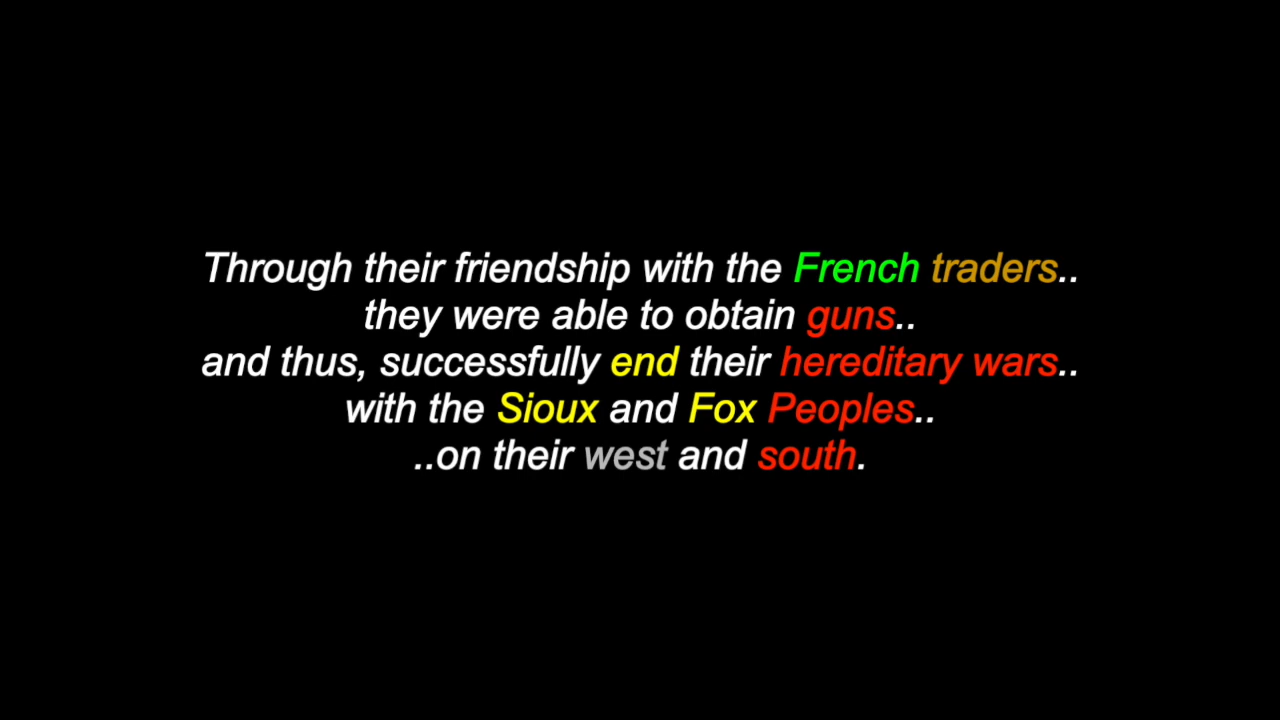 Through their friendship with the French traders..
they were able to obtain guns..
and thus, successfully end their hereditary wars..
with the Sioux and Fox Peoples..
..on their west and south.